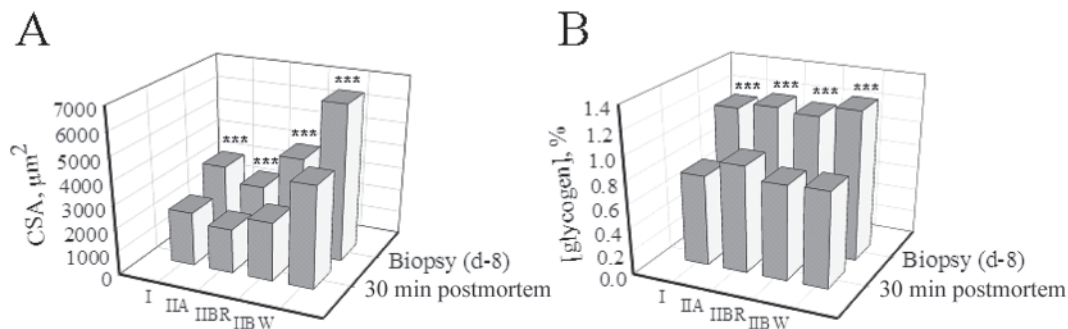 A
CSA, μm²
7000
6000
5000
4000
3000
2000
1000
0
***
***
***
***
I
IIA
IIBR
IIBW
Biopsy (d-8)
30 min postmortem
B
[glycogen], %
1.4
1.2
1.0
0.8
0.6
0.4
0.2
0.0
***
***
***
***
I
IIA
IIBR
IIBW
Biopsy (d-8)
30 min postmortem